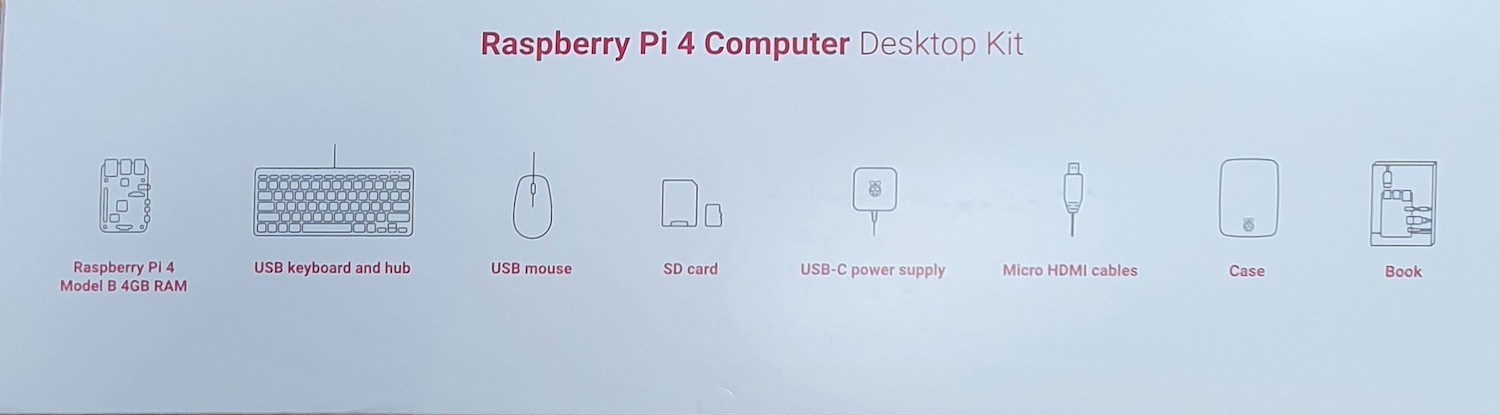 Raspberry Pi 4 Computer Desktop Kit
Raspberry Pi 4
Model B 4GB RAM
USB keyboard and hub
USB mouse
SD card
USB-C power supply
Micro HDMI cables
Case
Book